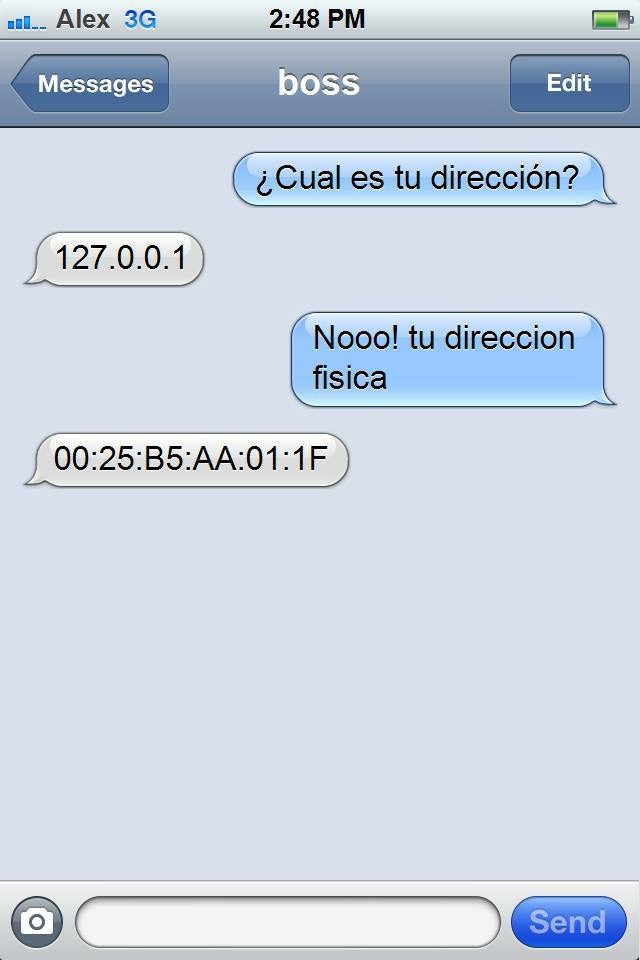 Alex 3G 2:48 PM
Messages boss Edit
¿Cual es tu dirección?
127.0.0.1
Nooo! tu direccion
fisica
00:25:B5:AA:01:1F
Send